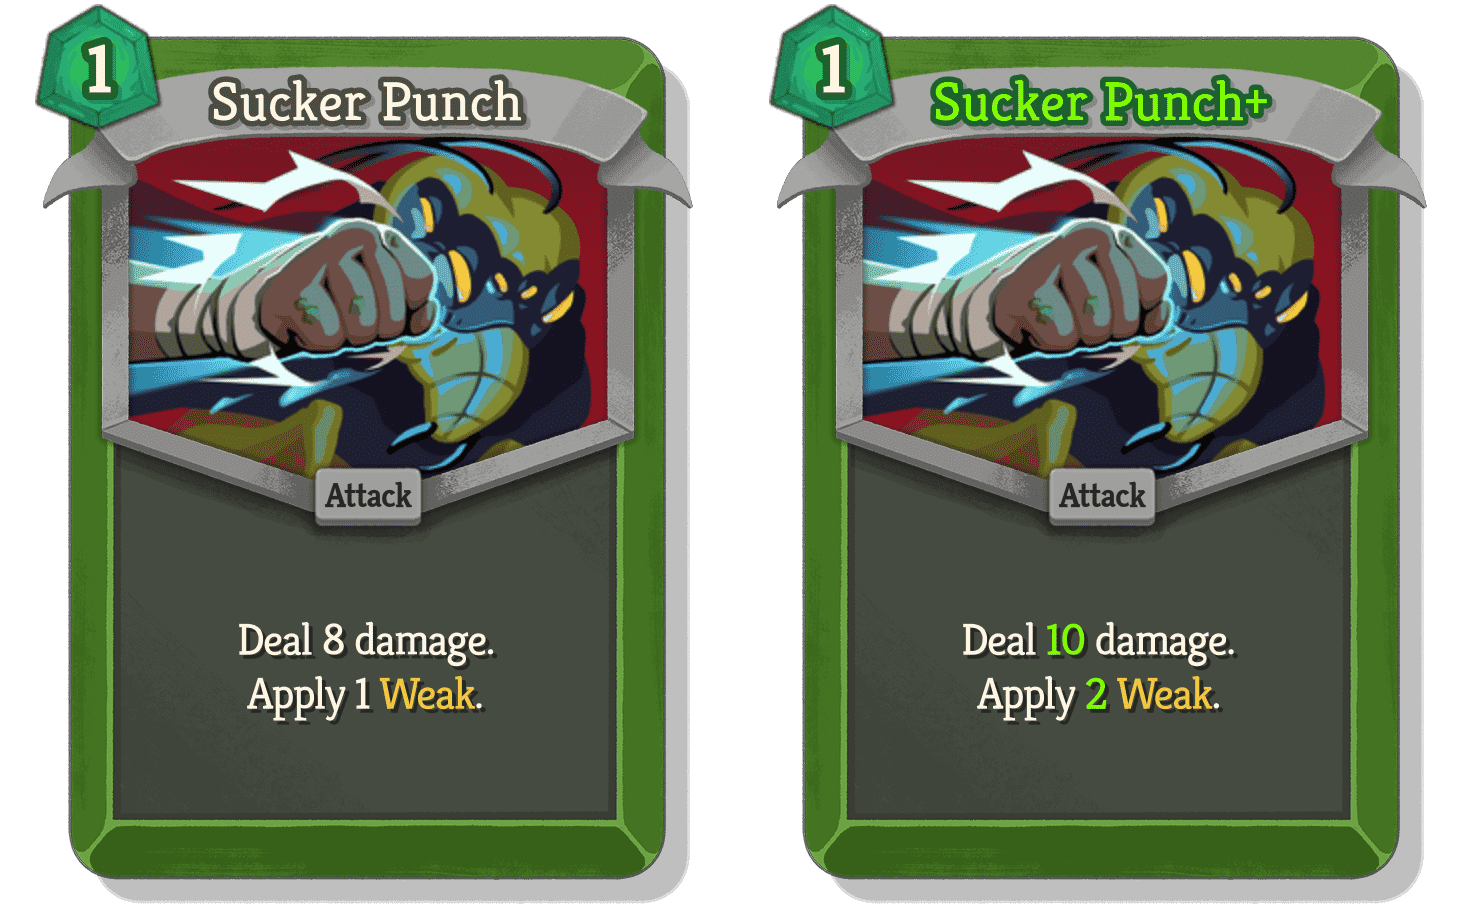 1
Sucker Punch
Attack
Deal 8 damage.
Apply 1 Weak.
1
Sucker Punch+
Attack
Deal 10 damage.
Apply 2 Weak.